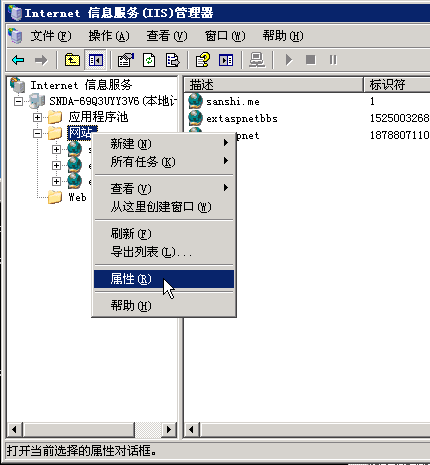 Internet 信息服务(IIS)管理器
文件(F) 操作(A) 查看(V) 窗口(W) 帮助(H)
Internet 信息服务
SNDA-69Q3UYY3V6(本地计
应用程序池
网站
Web
描述 标识符
sanshi.me 1
extaspnetbbs 1525003268
pnet 1878807110
新建(N)
所有任务(K)
查看(V)
从这里创建窗口(W)
刷新(F)
导出列表(L)...
属性(R)
帮助(H)
打开当前选择的属性对话框。